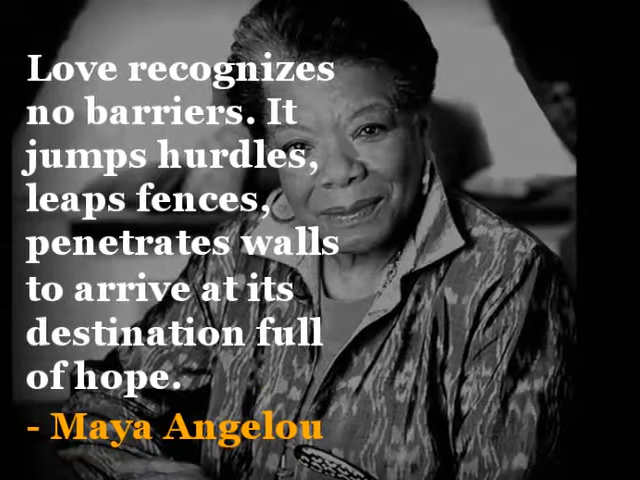 Love recognizes
no barriers. It
jumps hurdles,
leaps fences,
penetrates walls
to arrive at its
destination full
of hope.
- Maya Angelou